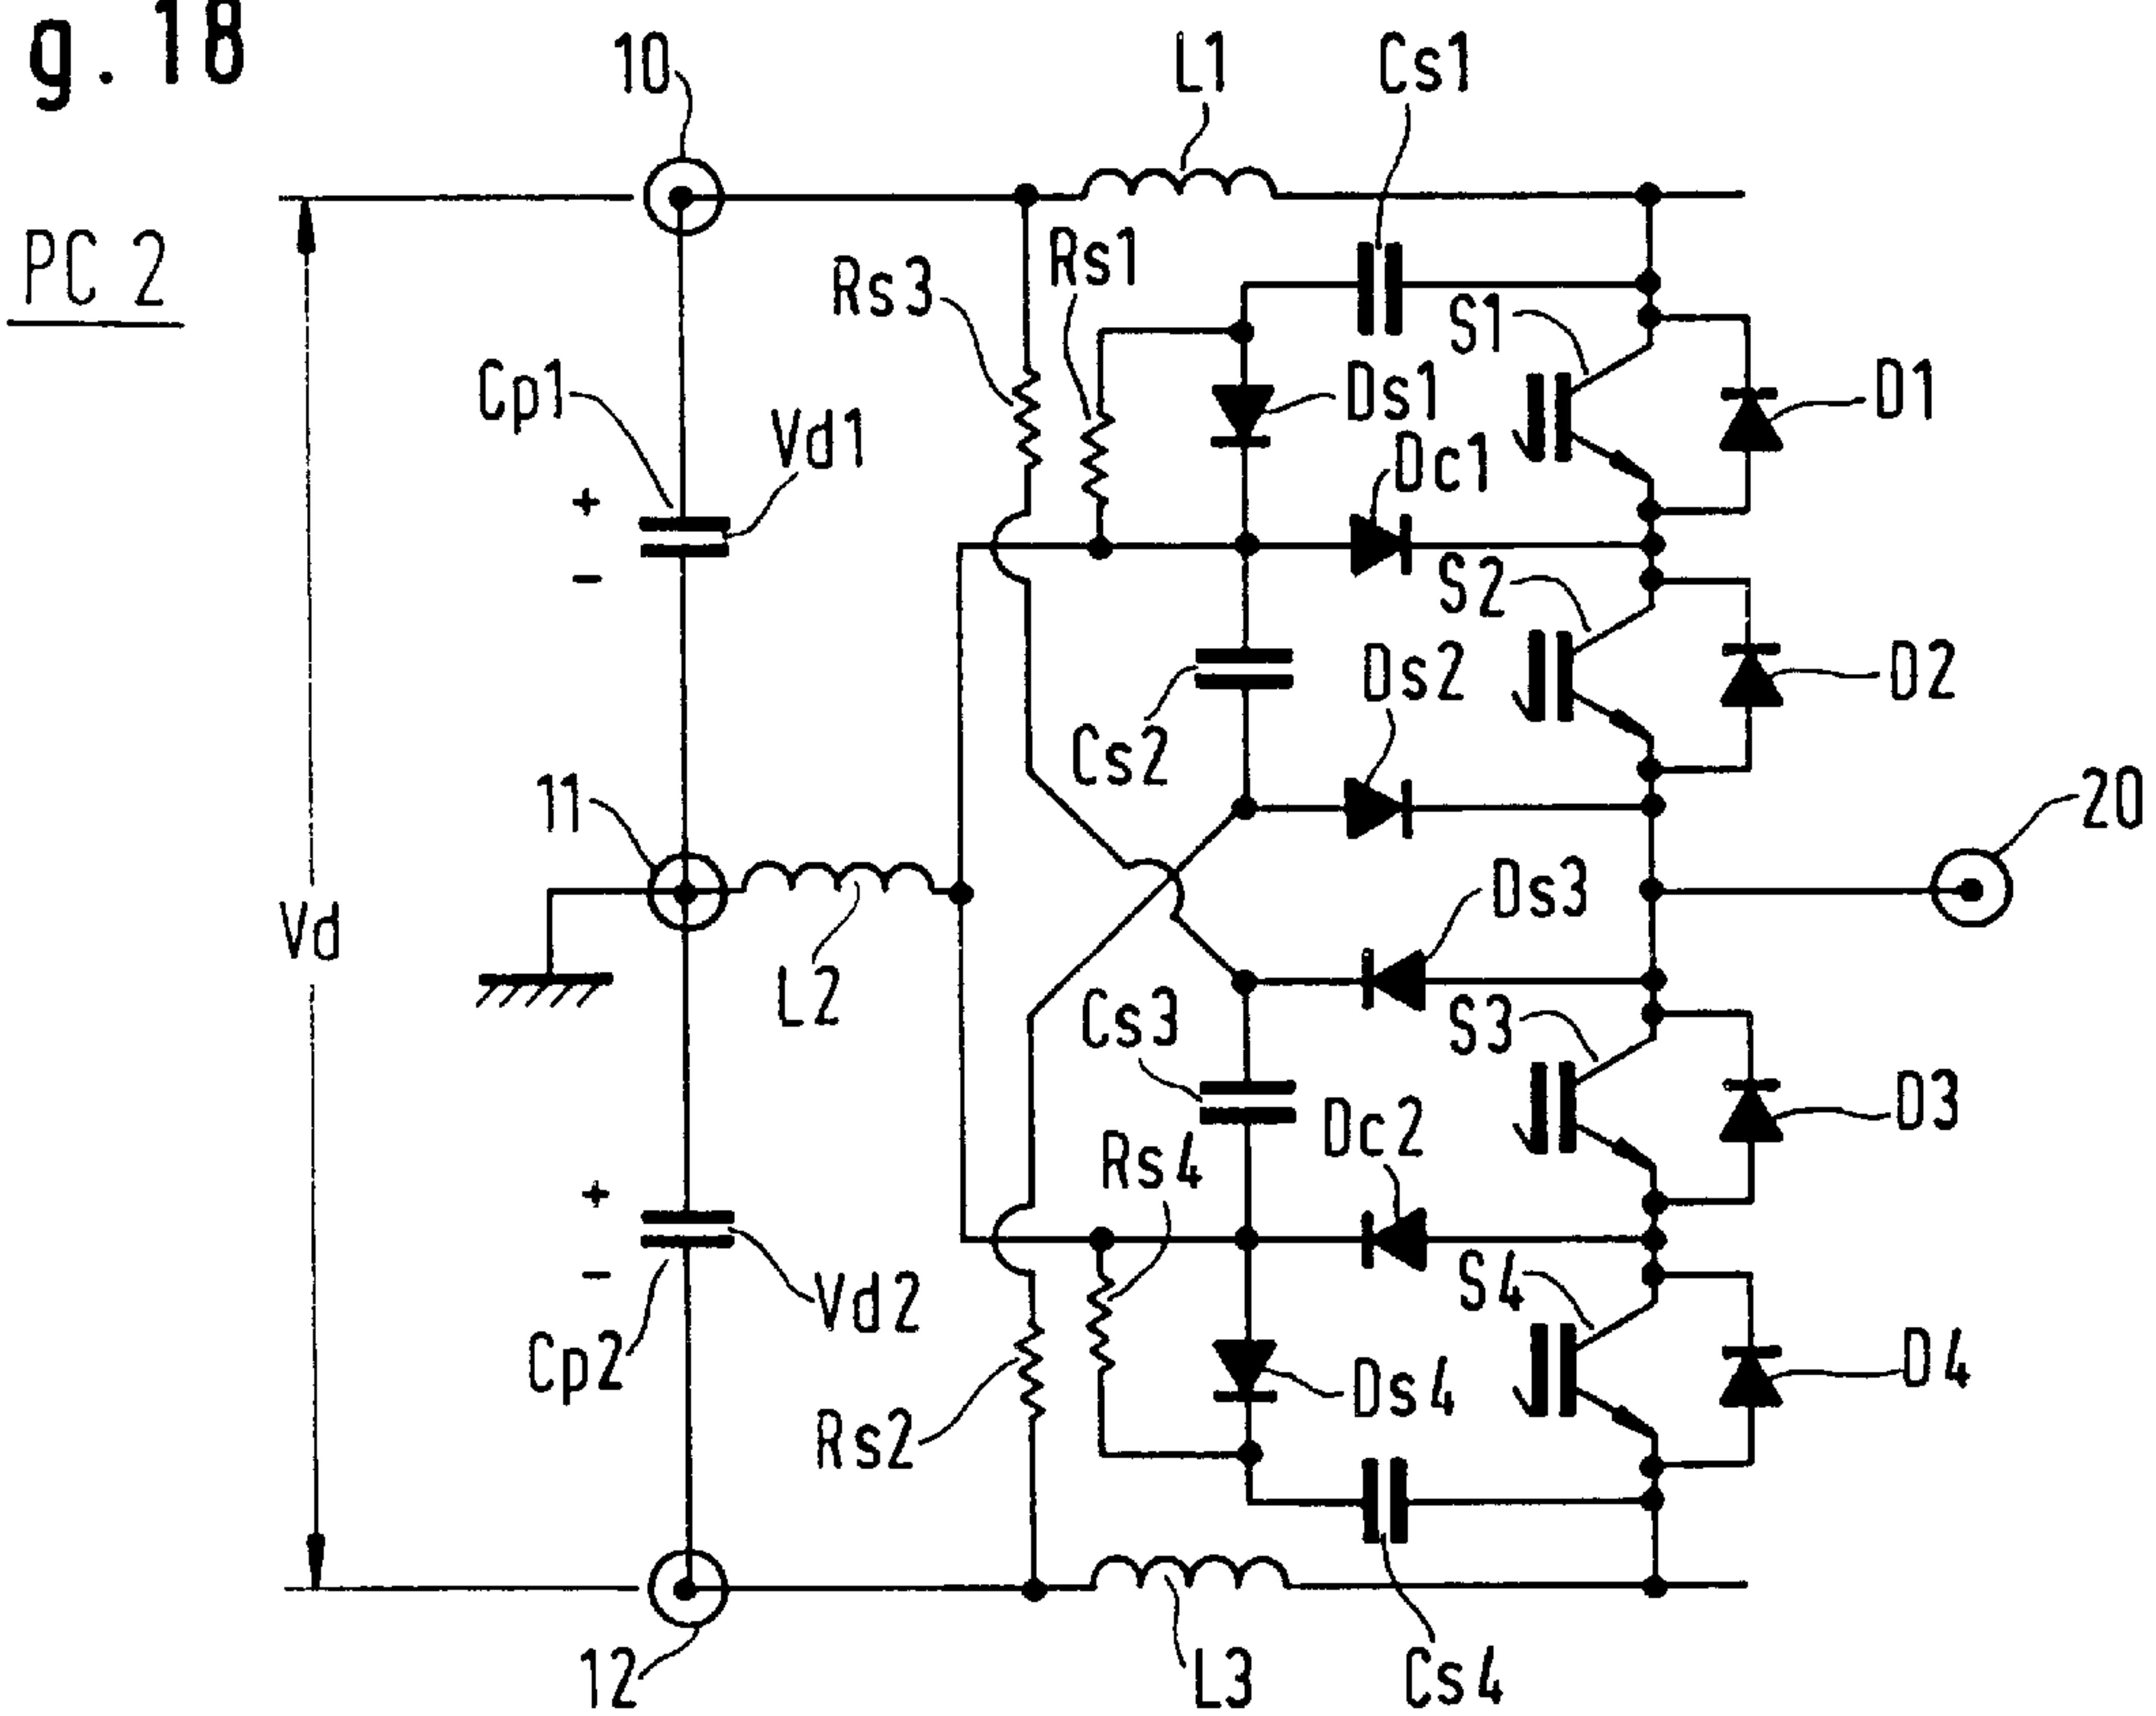 g. 18
10
L1
Cs1
PC 2
Rs3
Rs1
S1
Cp1
Vd1
Ds1
D1
Dc1
+
-
S2
Ds2
D2
Cs2
11
20
Vd
L2
Ds3
Cs3
S3
D3
Rs4
Dc2
+
-
Vd2
S4
Cp2
Ds4
D4
Rs2
12
L3
Cs4